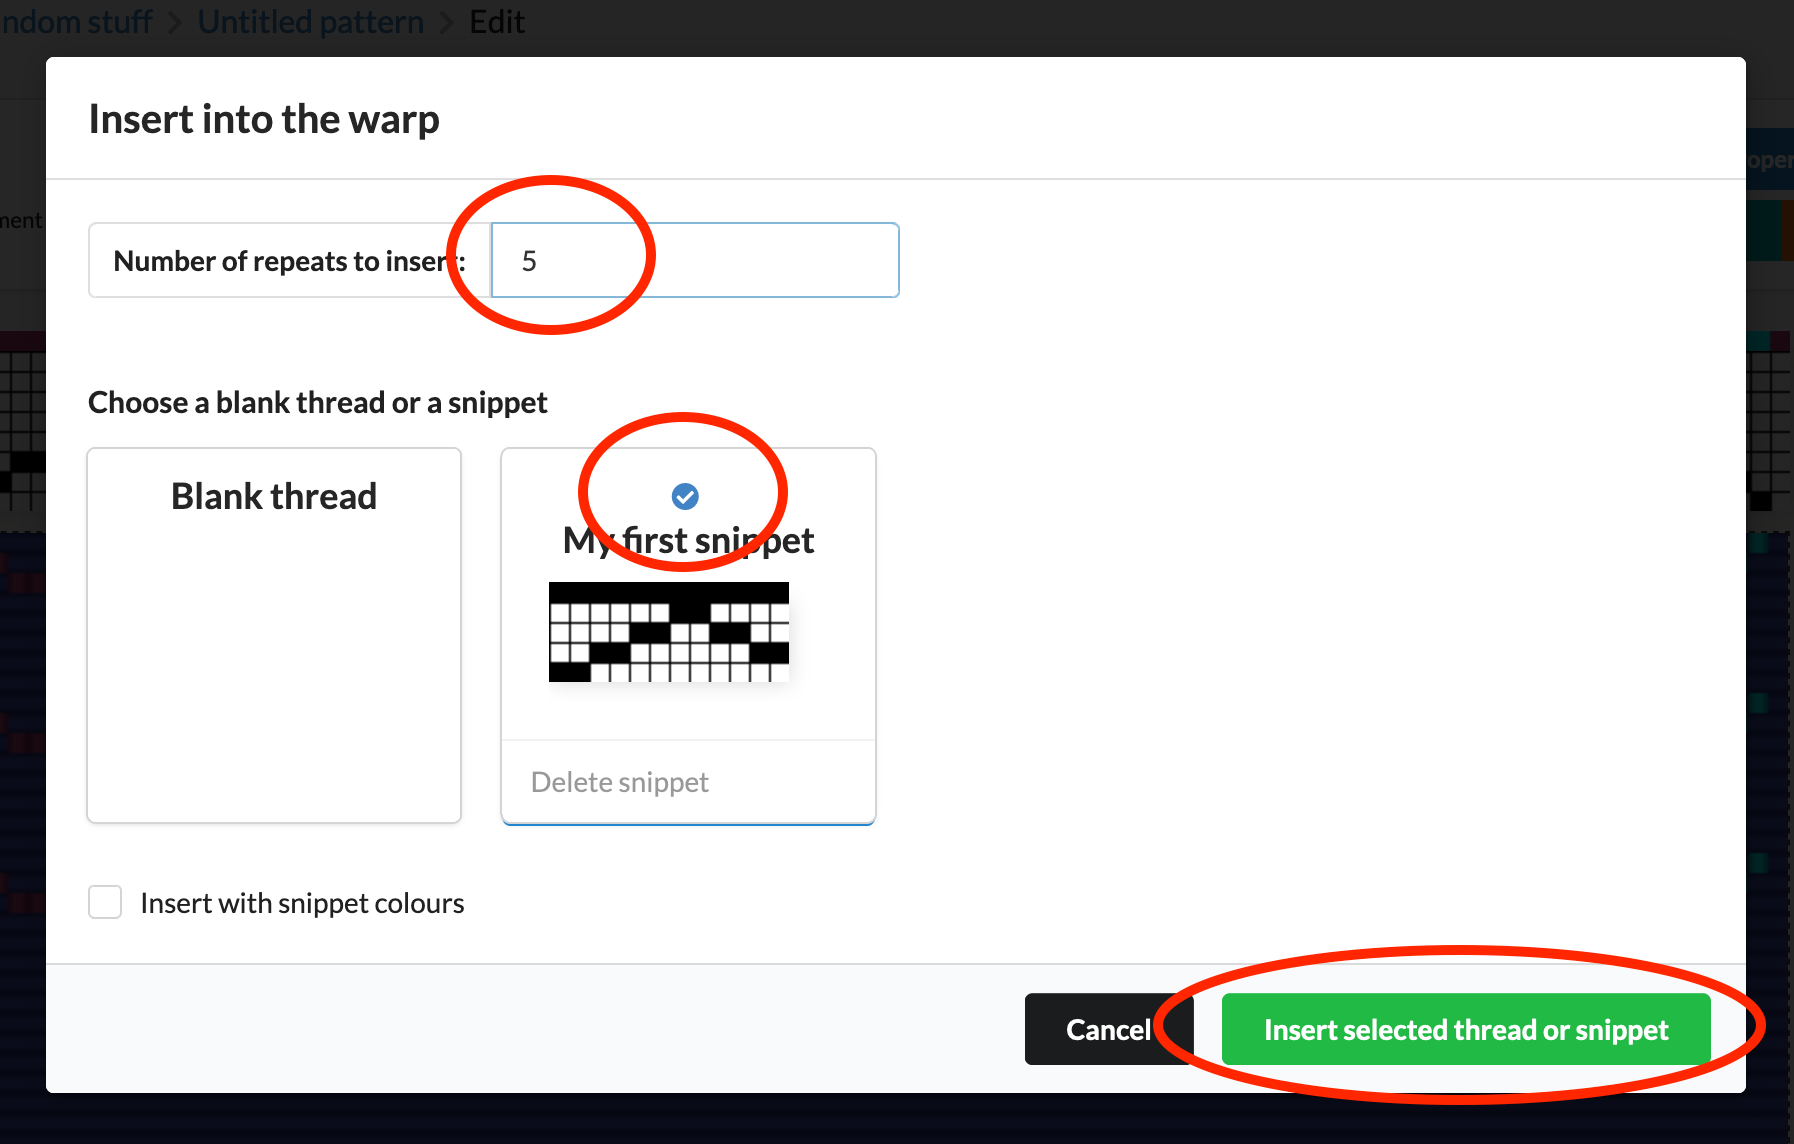 ndom stuff > Untitled pattern > Edit
Insert into the warp
oper
ment
Number of repeats to insert: 5
Choose a blank thread or a snippet
Blank thread
My first snippet
Delete snippet
Insert with snippet colours
Cancel
Insert selected thread or snippet